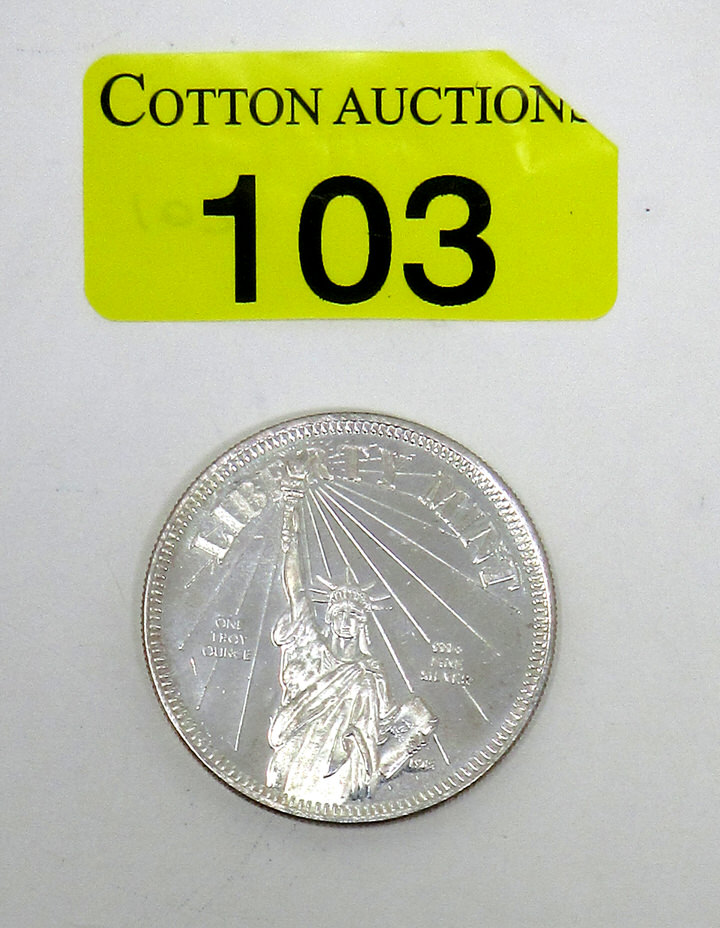 COTTON AUCTIONS
103
LIBERTY MINT
ONE
TROY
OUNCE
999+
FINE
SILVER